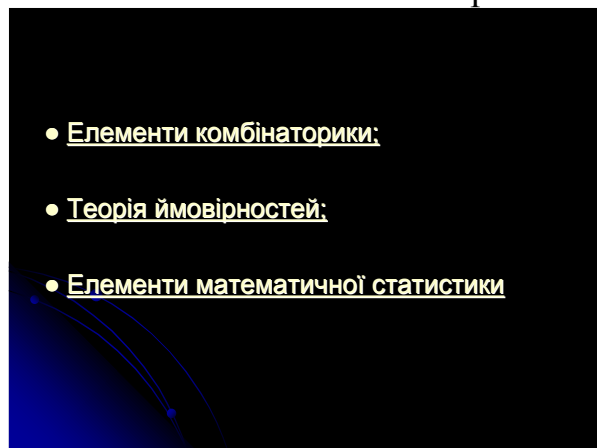 Елементи комбінаторики;
Теорія ймовірностей;
Елементи математичної статистики